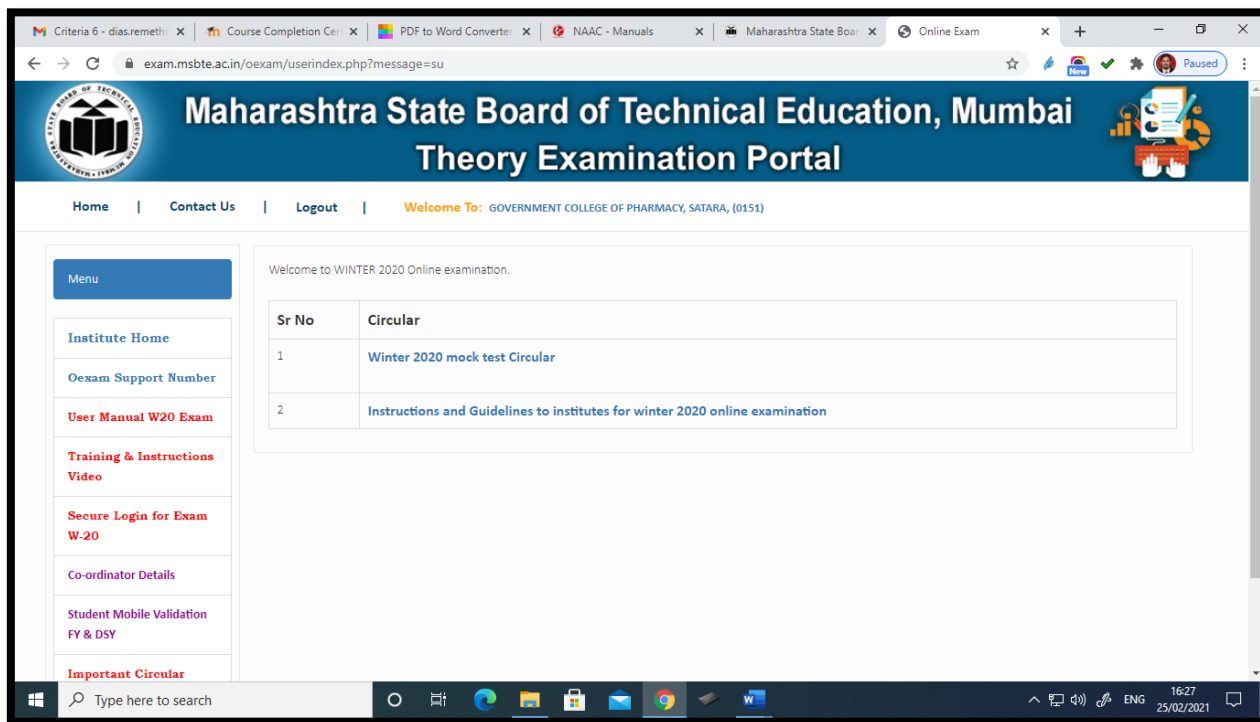 Criteria 6 - dias.remethi
Course Completion Cert
PDF to Word Converter
NAAC - Manuals
Maharashtra State Boar
Online Exam
exam.msbte.ac.in/oexam/userindex.php?message=su
New
Paused
Maharashtra State Board of Technical Education, Mumbai
Theory Examination Portal
Home | Contact Us | Logout | Welcome To: GOVERNMENT COLLEGE OF PHARMACY, SATARA, (0151)
Menu
Institute Home
Oexam Support Number
User Manual W20 Exam
Training & Instructions
Video
Secure Login for Exam
W-20
Co-ordinator Details
Student Mobile Validation
FY & DSY
Important Circular
Welcome to WINTER 2020 Online examination.
Sr No Circular
1 Winter 2020 mock test Circular
2 Instructions and Guidelines to institutes for winter 2020 online examination
Type here to search
ENG
16:27
25/02/2021